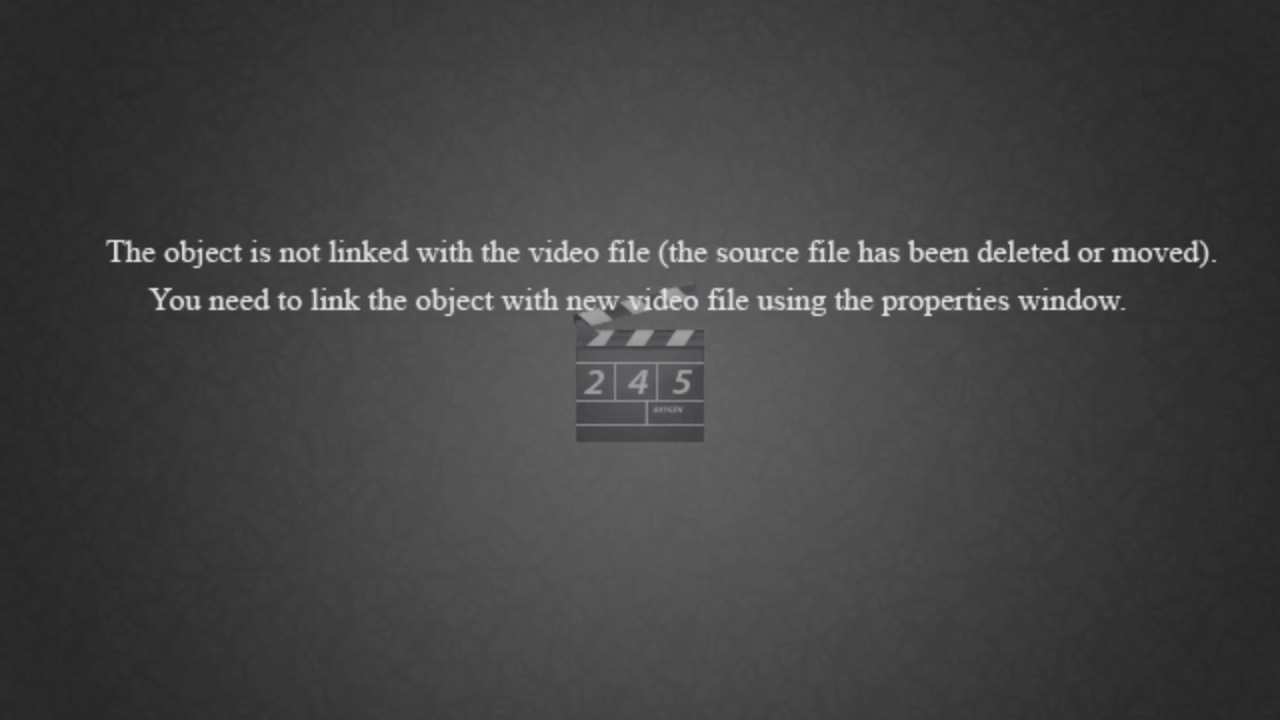 The object is not linked with the video file (the source file has been deleted or moved).
You need to link the object with new video file using the properties window.
2 4 5
OXYGEN